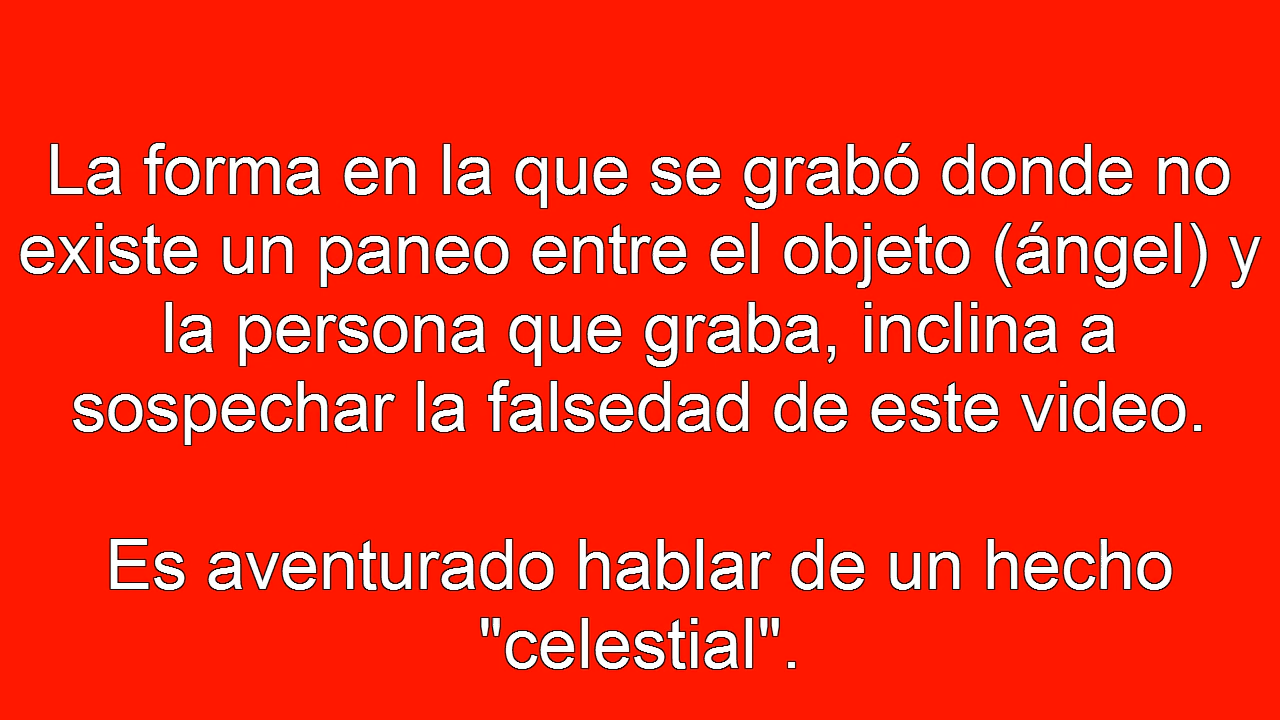 La forma en la que se grabó donde no
existe un paneo entre el objeto (ángel) y
la persona que graba, inclina a
sospechar la falsedad de este video.
Es aventurado hablar de un hecho
"celestial".